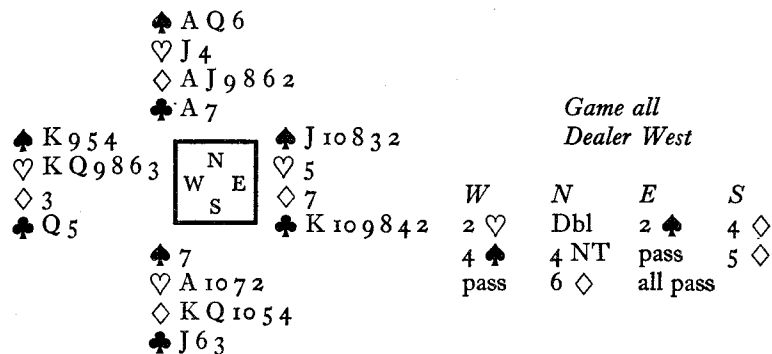 ♠ A Q 6
♡ J 4
♢ A J 9 8 6 2
♣ A 7
Game all
Dealer West
♠ K 9 5 4
♡ K Q 9 8 6 3
♢ 3
♣ Q 5
N
W E
S
♠ J 10 8 3 2
♡ 5
♢ 7
♣ K 10 9 8 4 2
♠ 7
♡ A 10 7 2
♢ K Q 10 5 4
♣ J 6 3
W N E S
2 ♡ Dbl 2 ♠ 4 ♢
4 ♠ 4 NT pass 5 ♢
pass 6 ♢ all pass